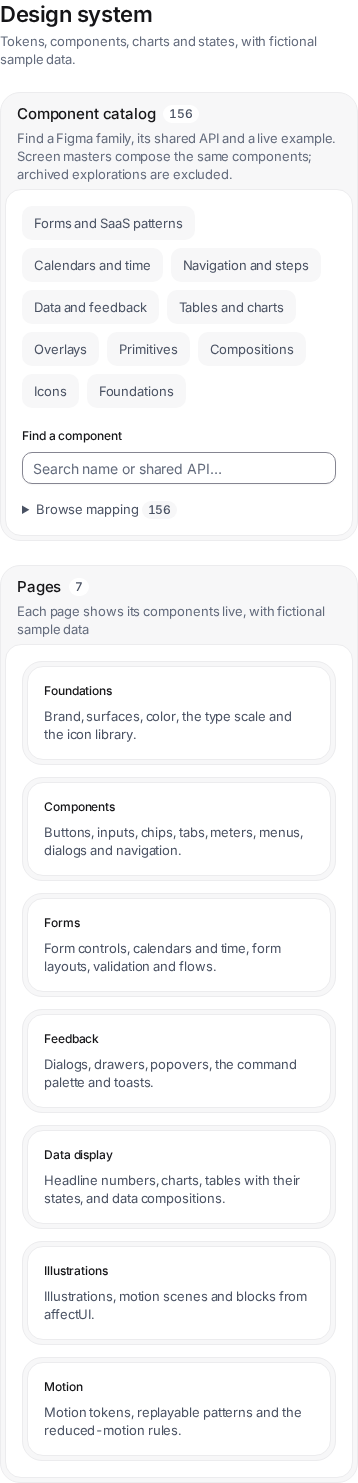 Design system
Tokens, components, charts and states, with fictional
sample data.
Component catalog 156
Find a Figma family, its shared API and a live example.
Screen masters compose the same components;
archived explorations are excluded.
Forms and SaaS patterns
Calendars and time Navigation and steps
Data and feedback Tables and charts
Overlays Primitives Compositions
Icons Foundations
Find a component
Search name or shared API...
Browse mapping 156
Pages 7
Each page shows its components live, with fictional
sample data
Foundations
Brand, surfaces, color, the type scale and
the icon library.
Components
Buttons, inputs, chips, tabs, meters, menus,
dialogs and navigation.
Forms
Form controls, calendars and time, form
layouts, validation and flows.
Feedback
Dialogs, drawers, popovers, the command
palette and toasts.
Data display
Headline numbers, charts, tables with their
states, and data compositions.
Illustrations
Illustrations, motion scenes and blocks from
affectUI.
Motion
Motion tokens, replayable patterns and the
reduced-motion rules.